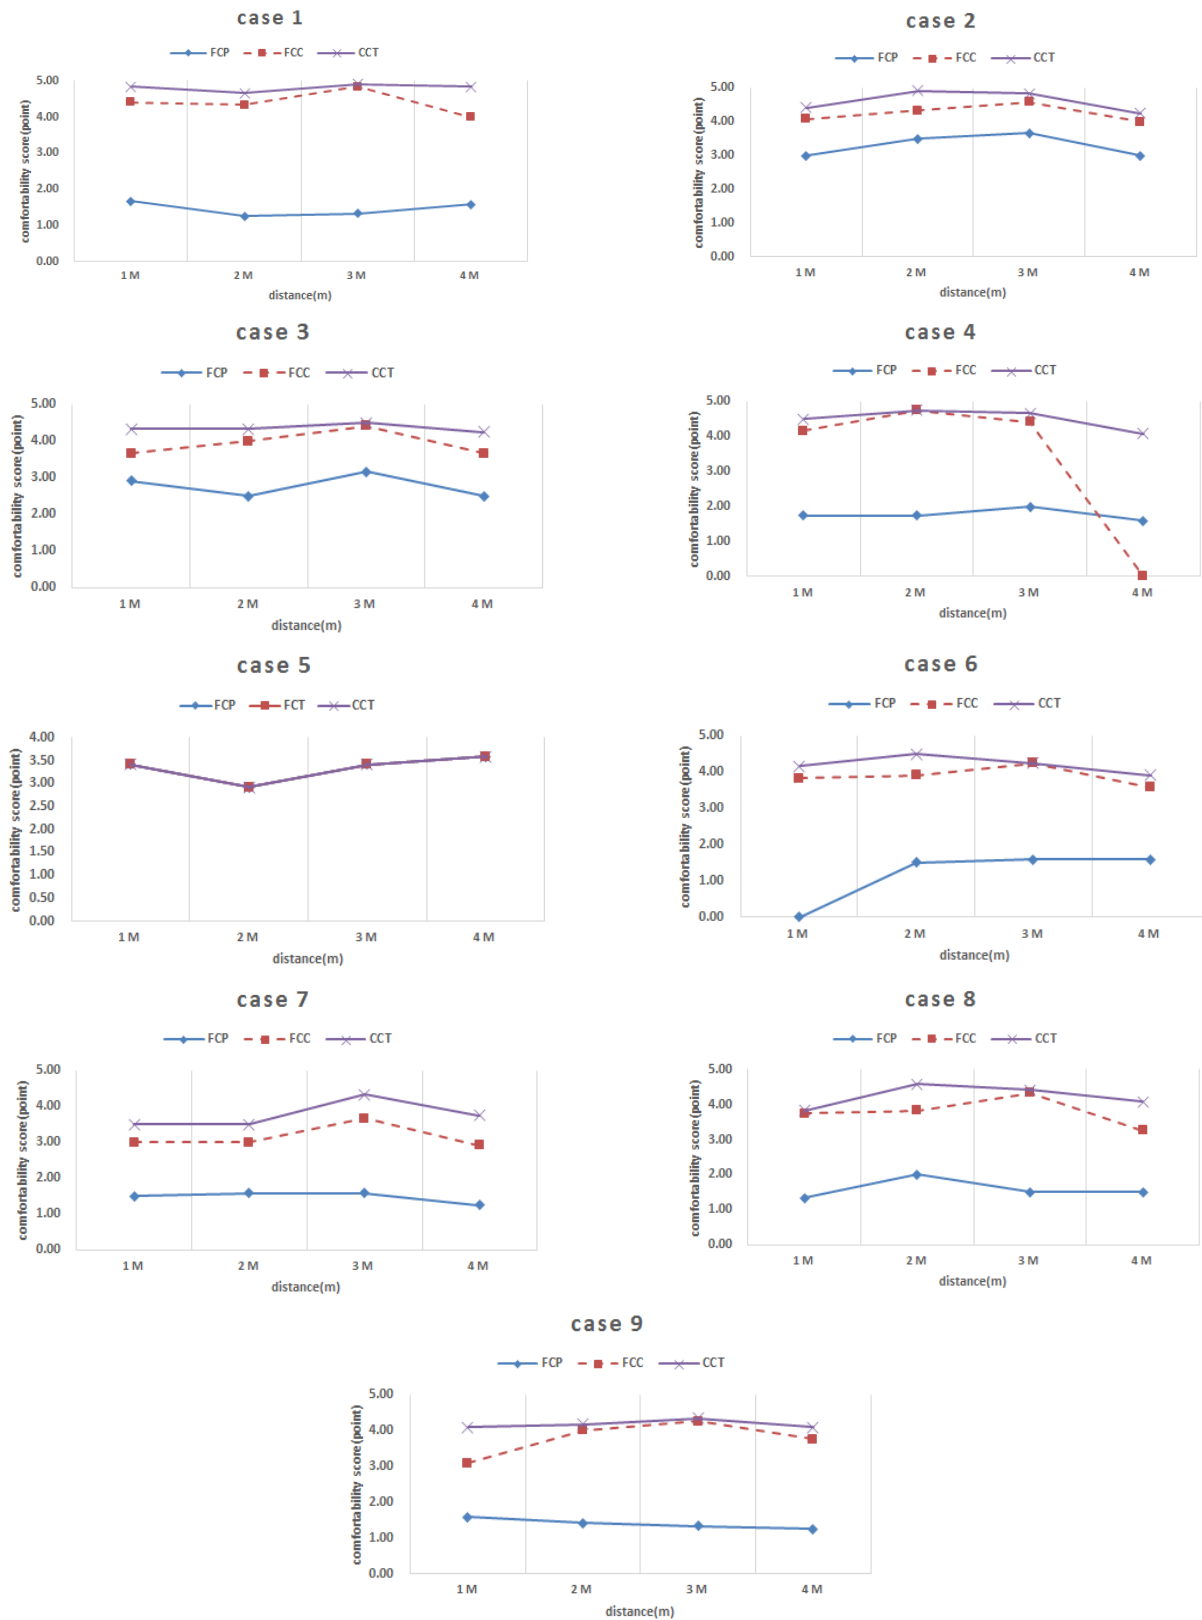 case 1
FCP FCC CCT
5.00
4.00
3.00
2.00
1.00
0.00
comfortability score(point)
1 M 2 M 3 M 4 M
distance(m)
case 2
FCP FCC CCT
5.00
4.00
3.00
2.00
1.00
0.00
comfortability score(point)
1 M 2 M 3 M 4 M
distance(m)
case 3
FCP FCC CCT
5.00
4.00
3.00
2.00
1.00
0.00
comfortability score(point)
1 M 2 M 3 M 4 M
distance(m)
case 4
FCP FCC CCT
5.00
4.00
3.00
2.00
1.00
0.00
comfortability score(point)
1 M 2 M 3 M 4 M
distance(m)
case 5
FCP FCT CCT
4.00
3.50
3.00
2.50
2.00
1.50
1.00
0.50
0.00
comfortability score(point)
1 M 2 M 3 M 4 M
distance(m)
case 6
FCP FCC CCT
5.00
4.00
3.00
2.00
1.00
0.00
comfortability score(point)
1 M 2 M 3 M 4 M
distance(m)
case 7
FCP FCC CCT
5.00
4.00
3.00
2.00
1.00
0.00
comfortability score(point)
1 M 2 M 3 M 4 M
distance(m)
case 8
FCP FCC CCT
5.00
4.00
3.00
2.00
1.00
0.00
comfortability score(point)
1 M 2 M 3 M 4 M
distance(m)
case 9
FCP FCC CCT
5.00
4.00
3.00
2.00
1.00
0.00
comfortability score(point)
1 M 2 M 3 M 4 M
distance(m)